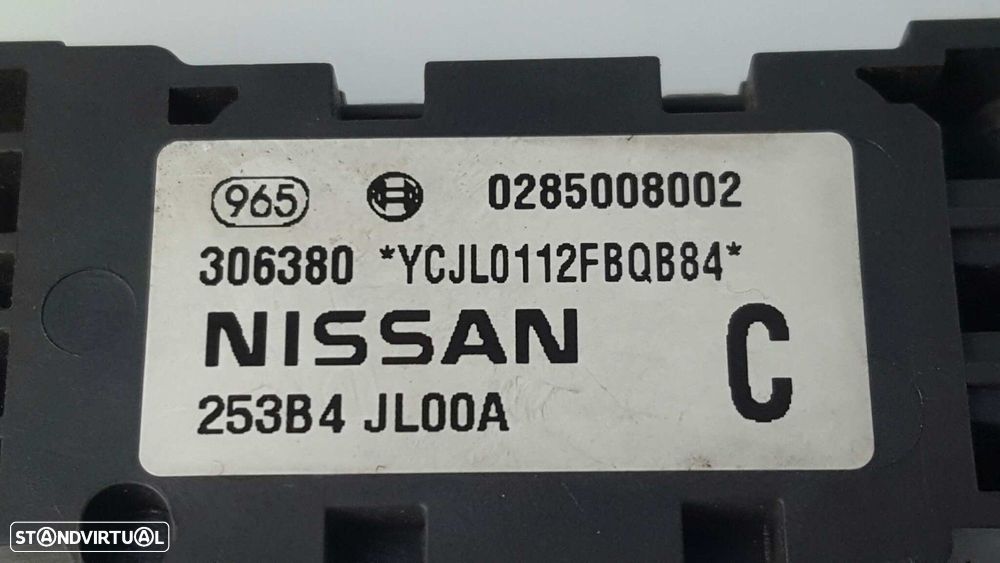 965 0285008002
306380 *YCJL0112FBQB84*
NISSAN
C
253B4 JL00A
STANDVIRTUAL